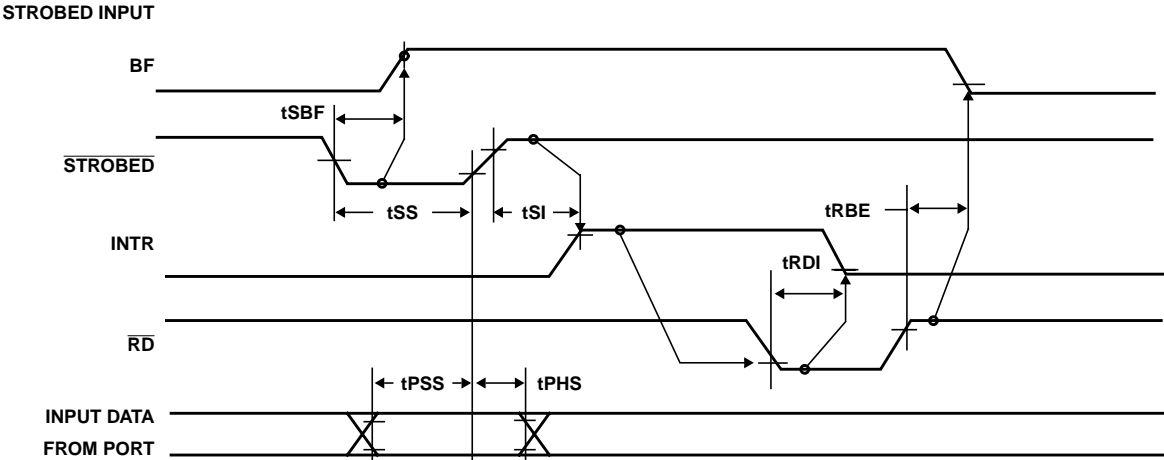 STROBED INPUT
BF
tSBF
STROBED
tSS
tSI
tRBE
INTR
tRDI
RD
tPSS
tPHS
INPUT DATA
FROM PORT